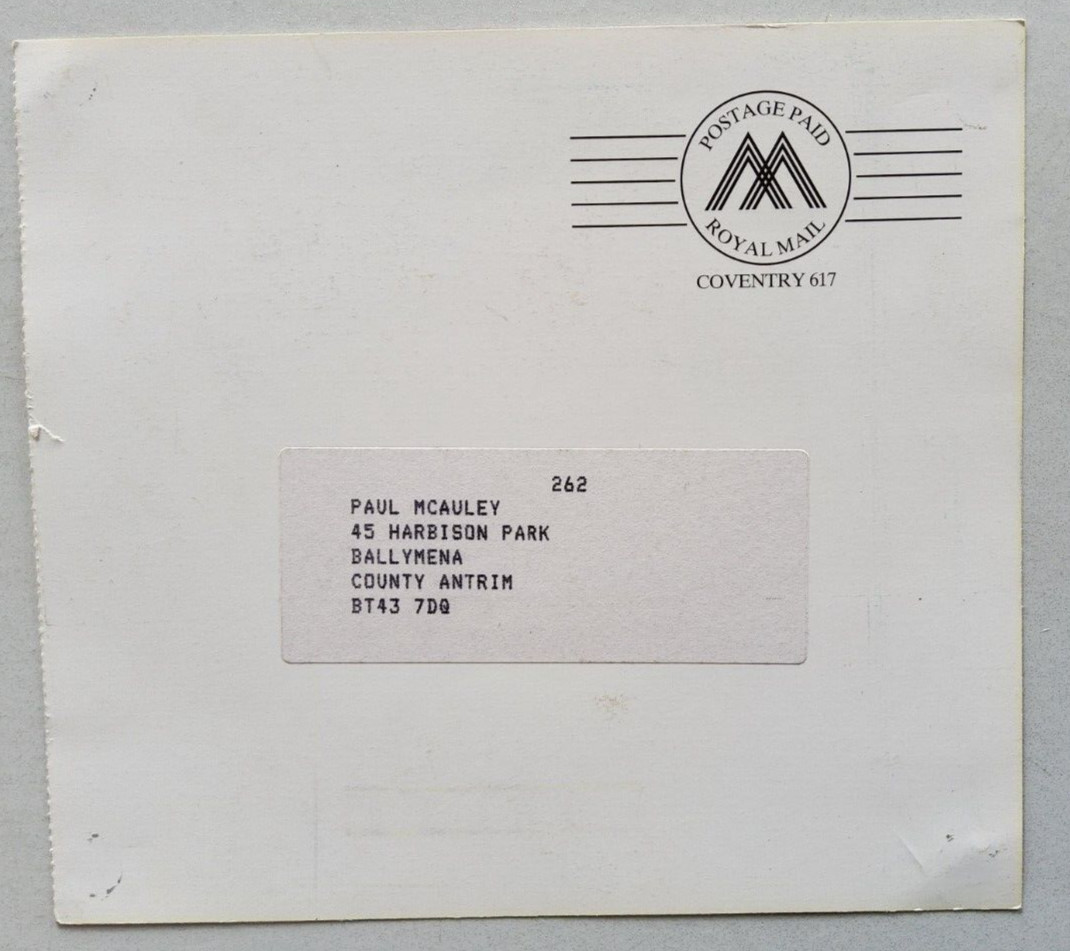 POSTAGE PAID
ROYAL MAIL
COVENTRY 617
262
PAUL MCAULEY
45 HARBISON PARK
BALLYMENA
COUNTY ANTRIM
BT43 7DQ